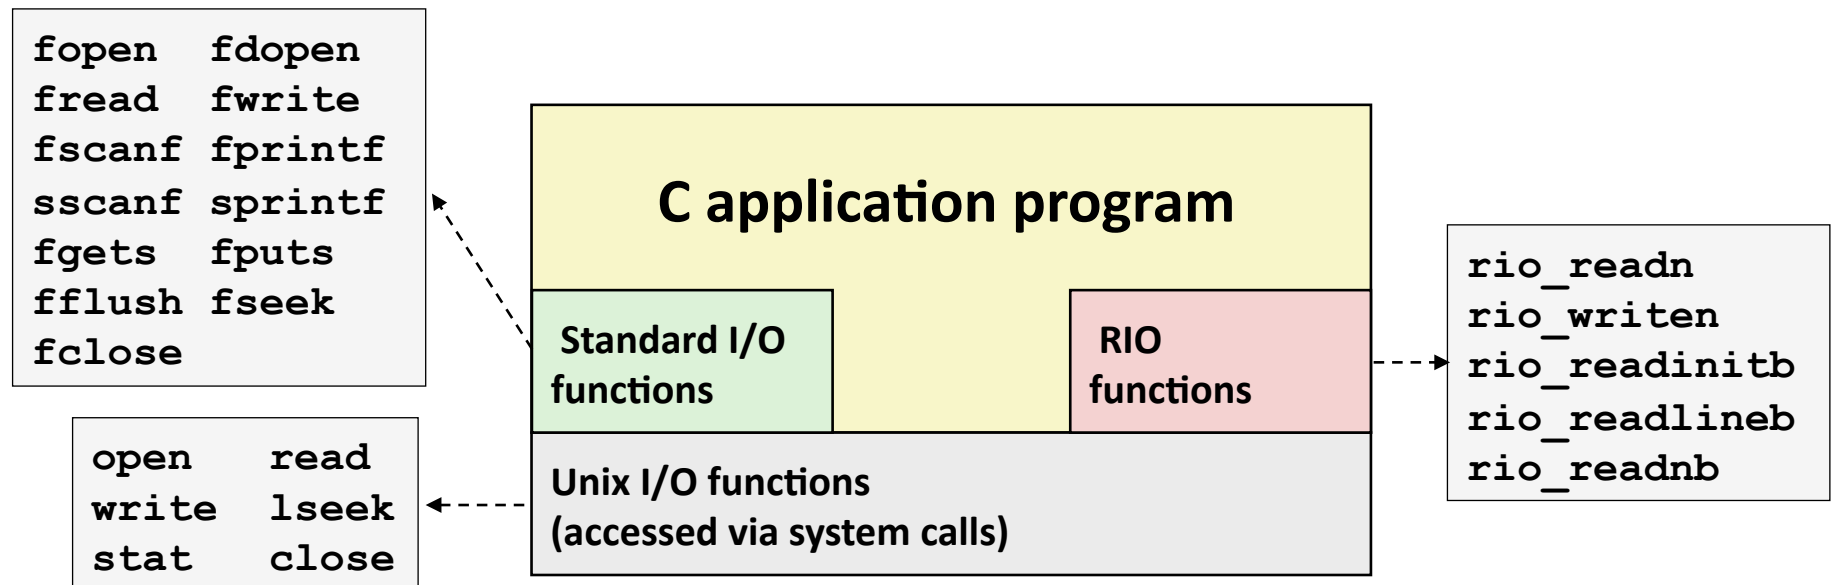 fopen fdopen
fread fwrite
fscanf fprintf
sscanf sprintf
fgets fputs
fflush fseek
fclose
C application program
Standard I/O
functions
RIO
functions
rio_readn
rio_writen
rio_readinitb
rio_readlineb
rio_readnb
open read
write lseek
stat close
Unix I/O functions
(accessed via system calls)